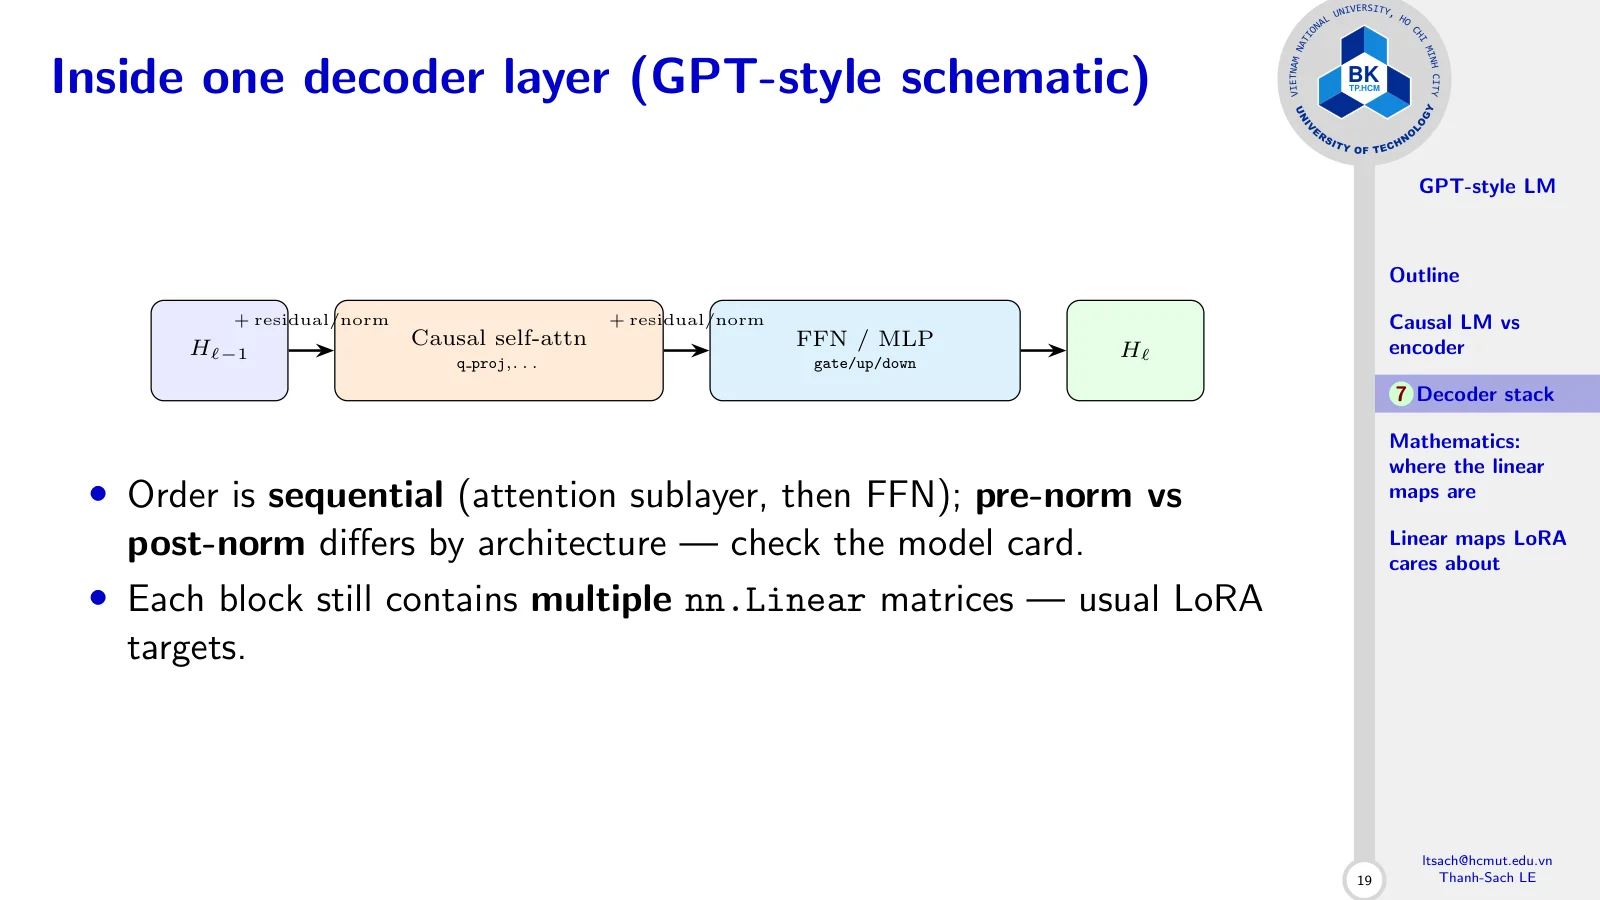 Inside one decoder layer (GPT-style schematic)
VIETNAM NATIONAL UNIVERSITY, HO CHI MINH CITY
BK
TP.HCM
UNIVERSITY OF TECHNOLOGY
GPT-style LM
Outline
Causal LM vs
encoder
7 Decoder stack
Mathematics:
where the linear
maps are
Linear maps LoRA
cares about
Hℓ−1
+ residual/norm
Causal self-attn
q_proj,...
+ residual/norm
FFN / MLP
gate/up/down
Hℓ
• Order is sequential (attention sublayer, then FFN); pre-norm vs
post-norm differs by architecture — check the model card.
• Each block still contains multiple nn.Linear matrices — usual LoRA
targets.
ltsach@hcmut.edu.vn
Thanh-Sach LE
19